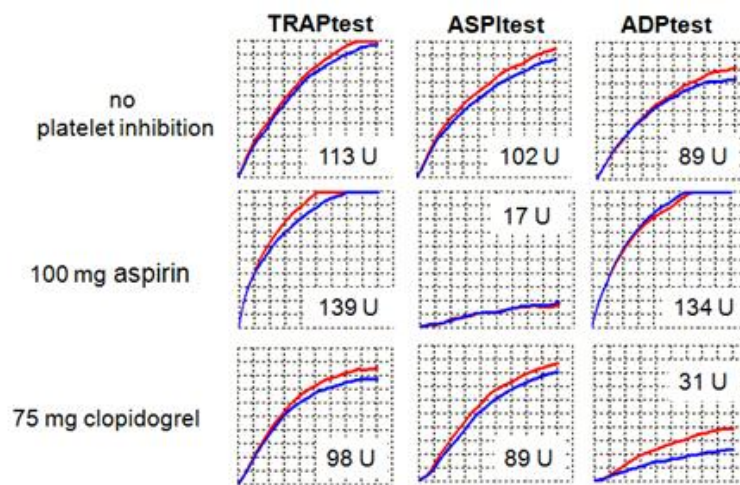 TRAPtest ASPItest ADPtest
no
platelet inhibition
113 U 102 U 89 U
100 mg aspirin
17 U
139 U 134 U
75 mg clopidogrel
31 U
98 U 89 U